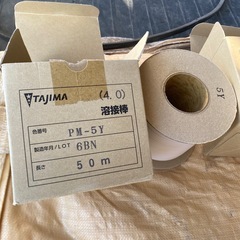 TAJIMA
(4.0)
溶接棒
色番号 PM-5Y
製造年月/LOT 6BN
長さ 50m
5Y